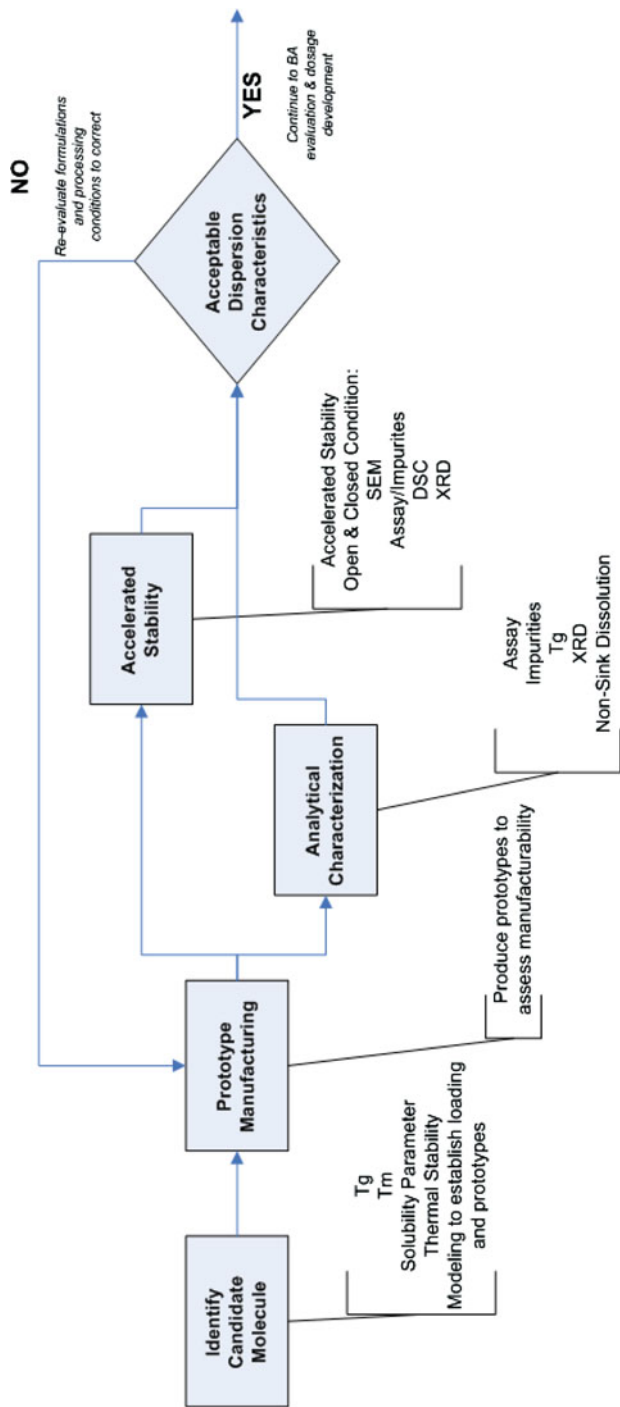 Identify
Candidate
Molecule
Tg
Tm
Solubility Parameter
Thermal Stability
Modeling to establish loading
and prototypes
Prototype
Manufacturing
Produce prototypes to
assess manufacturability
Accelerated
Stability
Accelerated Stability
Open & Closed Condition:
SEM
Assay/Impurites
DSC
XRD
Analytical
Characterization
Assay
Impurities
Tg
XRD
Non-Sink Dissolution
Acceptable
Dispersion
Characteristics
NO
Re-evaluate formulations
and processing
conditions to correct
YES
Continue to BA
evaluation & dosage
development